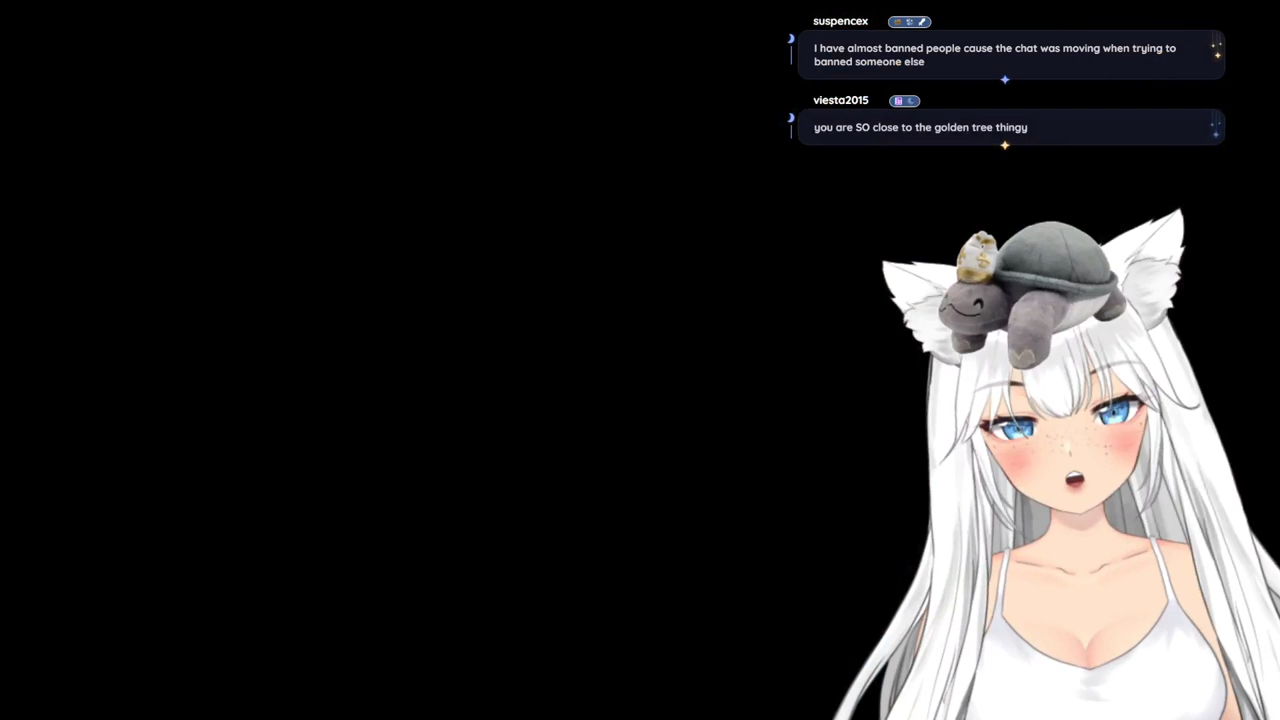 suspencex
I have almost banned people cause the chat was moving when trying to
banned someone else
viesta2015
you are SO close to the golden tree thingy